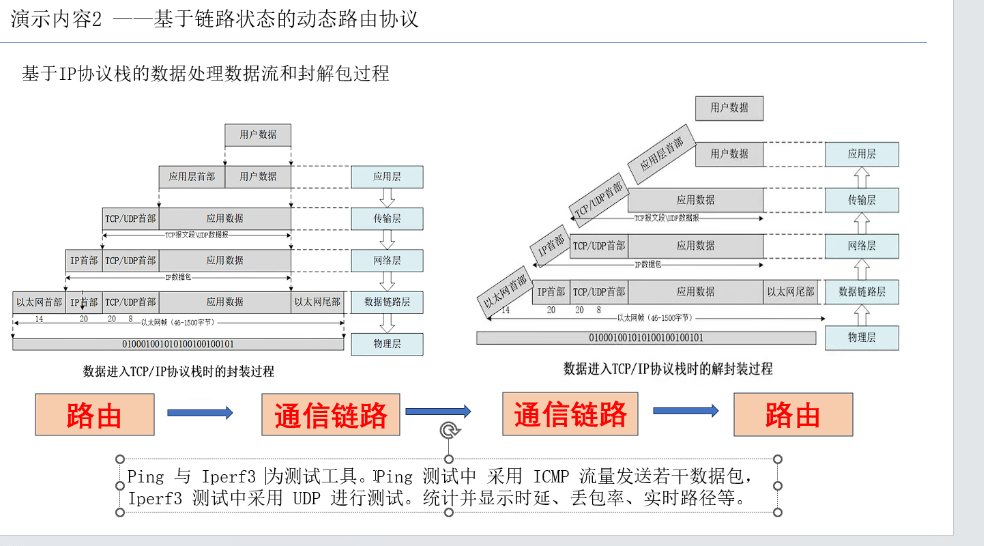 演示内容2 ——基于链路状态的动态路由协议
基于IP协议栈的数据处理数据流和封解包过程
用户数据
应用层首部 用户数据 应用层
TCP/UDP首部 应用数据 传输层
TCP报文段\UDP数据报
IP首部 TCP/UDP首部 应用数据 网络层
IP数据包
以太网首部 IP首部 TCP/UDP首部 应用数据 以太网尾部 数据链路层
14 20 20 8 以太网帧（46-1500字节）
010001001010100100100101 物理层
数据进入TCP/IP协议栈时的封装过程
用户数据
应用层首部 用户数据 应用层
TCP/UDP首部 应用数据 传输层
TCP报文段\UDP数据报
IP首部 TCP/UDP首部 应用数据 网络层
IP数据包
以太网首部 IP首部 TCP/UDP首部 应用数据 以太网尾部 数据链路层
14 20 20 8 以太网帧（46-1500字节）
010001001010100100100101 物理层
数据进入TCP/IP协议栈时的解封装过程
路由 通信链路 通信链路 路由
Ping 与 Iperf3 为测试工具。Ping 测试中 采用 ICMP 流量发送若干数据包，
Iperf3 测试中采用 UDP 进行测试。统计并显示时延、丢包率、实时路径等。